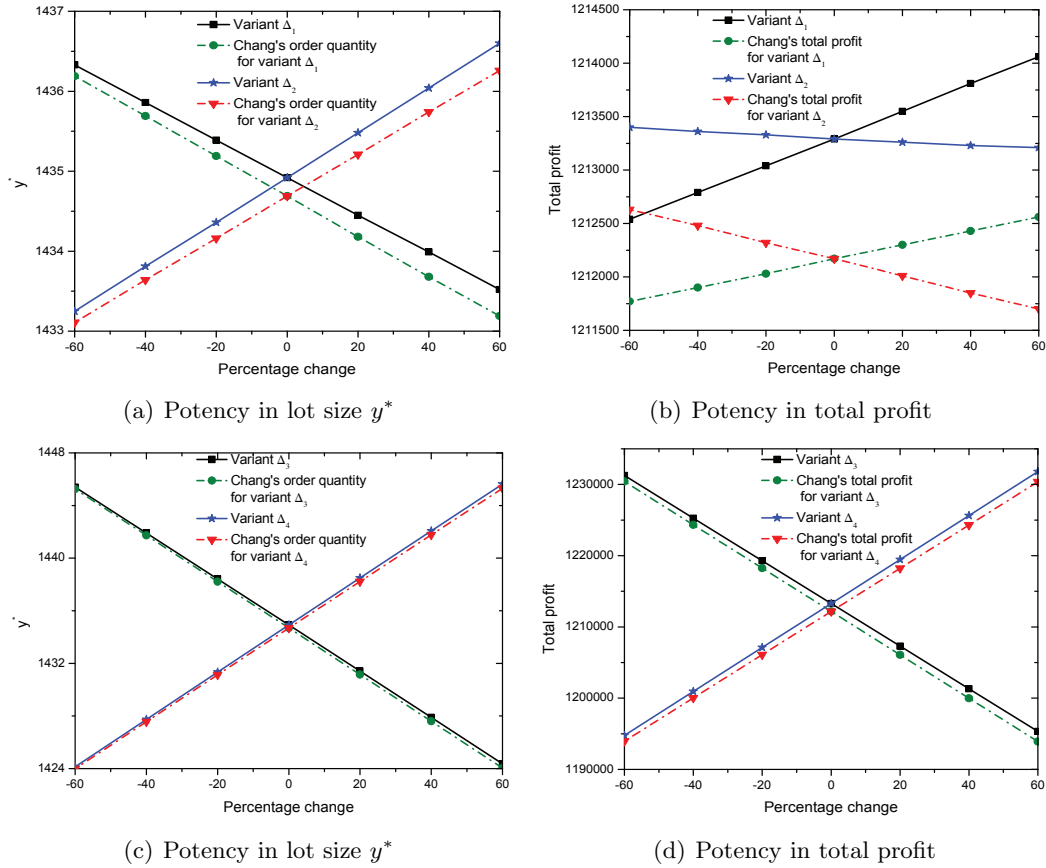 1437
1436
1435
1434
1433
y*
Variant Δ1
Chang's order quantity
for variant Δ1
Variant Δ2
Chang's order quantity
for variant Δ2
-60 -40 -20 0 20 40 60
Percentage change
(a) Potency in lot size y*
1214500
1214000
1213500
1213000
1212500
1212000
1211500
Total profit
Variant Δ1
Chang's total profit
for variant Δ1
Variant Δ2
Chang's total profit
for variant Δ2
-60 -40 -20 0 20 40 60
Percentage change
(b) Potency in total profit
1448
1440
1432
1424
y*
Variant Δ3
Chang's order quantity
for variant Δ3
Variant Δ4
Chang's order quantity
for variant Δ4
-60 -40 -20 0 20 40 60
Percentage change
(c) Potency in lot size y*
1230000
1220000
1210000
1200000
1190000
Total profit
Variant Δ3
Chang's total profit
for variant Δ3
Variant Δ4
Chang's total profit
for variant Δ4
-60 -40 -20 0 20 40 60
Percentage change
(d) Potency in total profit